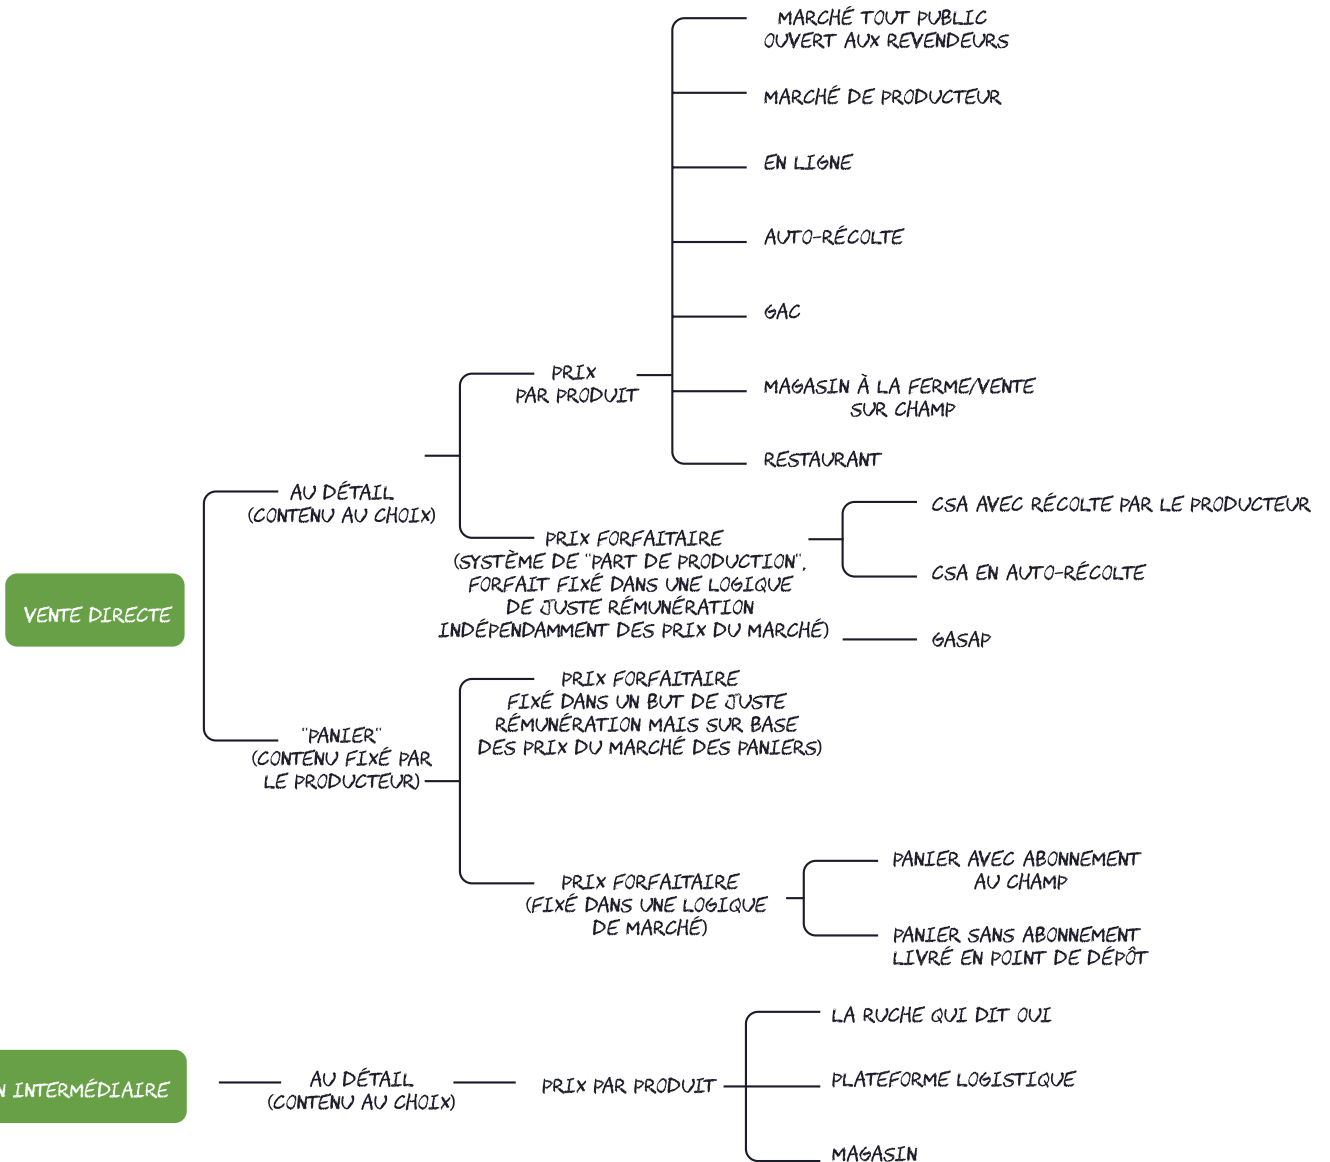 MARCHÉ TOUT PUBLIC
OUVERT AUX REVENDEURS
MARCHÉ DE PRODUCTEUR
EN LIGNE
AUTO-RÉCOLTE
GAC
PRIX
PAR PRODUIT
MAGASIN À LA FERME/VENTE
SUR CHAMP
RESTAURANT
AU DÉTAIL
(CONTENU AU CHOIX)
CSA AVEC RÉCOLTE PAR LE PRODUCTEUR
PRIX FORFAITAIRE
(SYSTÈME DE "PART DE PRODUCTION",
FORFAIT FIXÉ DANS UNE LOGIQUE
DE JUSTE RÉMUNÉRATION
INDÉPENDAMMENT DES PRIX DU MARCHÉ)
CSA EN AUTO-RÉCOLTE
GASAP
VENTE DIRECTE
PRIX FORFAITAIRE
FIXÉ DANS UN BUT DE JUSTE
RÉMUNÉRATION MAIS SUR BASE
DES PRIX DU MARCHÉ DES PANIERS)
"PANIER"
(CONTENU FIXÉ PAR
LE PRODUCTEUR)
PRIX FORFAITAIRE
(FIXÉ DANS UNE LOGIQUE
DE MARCHÉ)
PANIER AVEC ABONNEMENT
AU CHAMP
PANIER SANS ABONNEMENT
LIVRÉ EN POINT DE DÉPÔT
LA RUCHE QUI DIT OUI
INTERMÉDIAIRE
AU DÉTAIL
(CONTENU AU CHOIX)
PRIX PAR PRODUIT
PLATEFORME LOGISTIQUE
MAGASIN